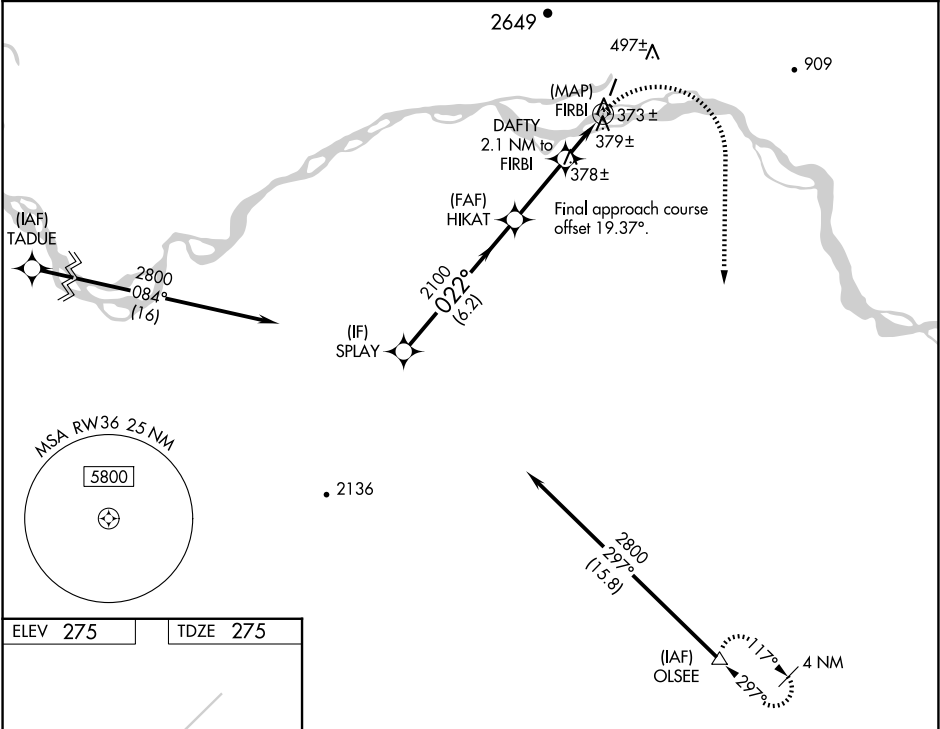 2649
497±
909
(MAP)
FIRBI
373±
DAFTY
2.1 NM to
FIRBI
379±
378±
(FAF)
HIKAT
Final approach course
offset 19.37°.
(IAF)
TADUE
2800
084°
(16)
2100
022°
(6.2)
(IF)
SPLAY
MSA RW36 25 NM
5800
2136
2800
297°
(15.8)
(IAF)
OLSEE
117°
297°
4 NM
ELEV 275
TDZE 275